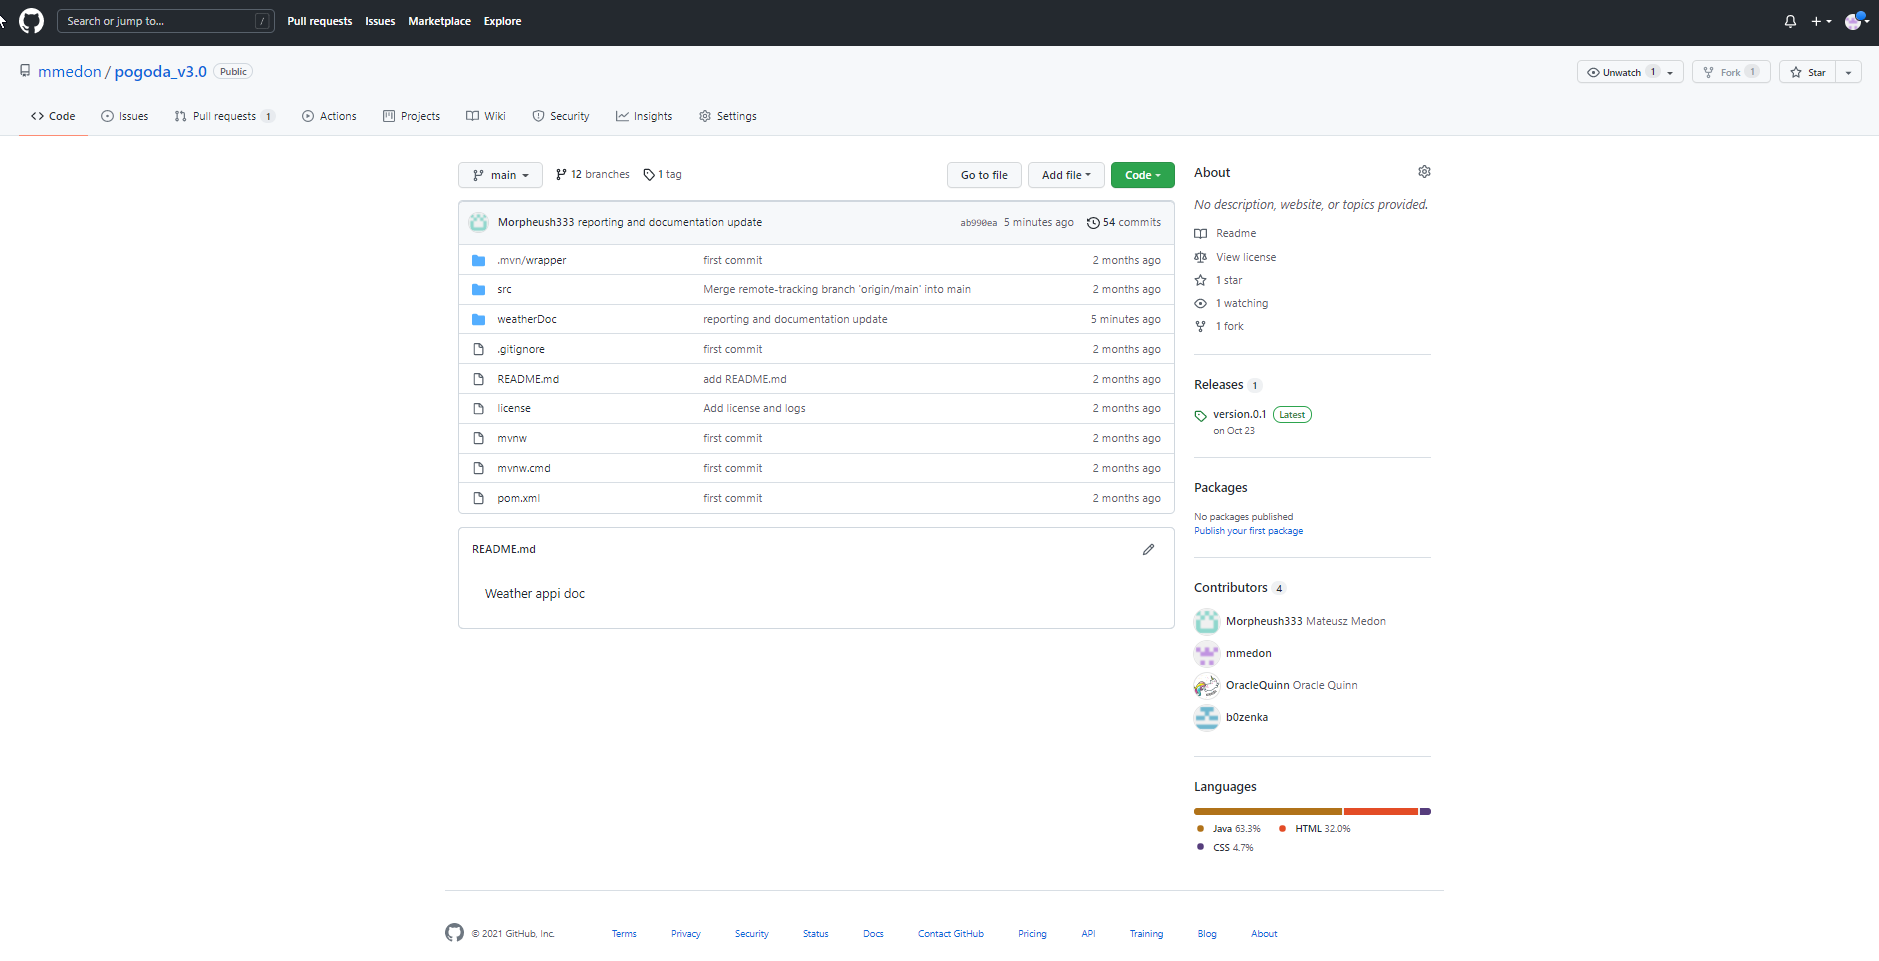 Search or jump to... /
Pull requests Issues Marketplace Explore
mmedon / pogoda_v3.0 Public
Unwatch 1 Fork 1 Star
Code Issues Pull requests 1 Actions Projects Wiki Security Insights Settings
main 12 branches 1 tag Go to file Add file Code
Morpheush333 reporting and documentation update ab990ea 5 minutes ago 54 commits
.mvn/wrapper first commit 2 months ago
src Merge remote-tracking branch 'origin/main' into main 2 months ago
weatherDoc reporting and documentation update 5 minutes ago
.gitignore first commit 2 months ago
README.md add README.md 2 months ago
license Add license and logs 2 months ago
mvnw first commit 2 months ago
mvnw.cmd first commit 2 months ago
pom.xml first commit 2 months ago
README.md
Weather appi doc
About
No description, website, or topics provided.
Readme
View license
1 star
1 watching
1 fork
Releases 1
version.0.1 Latest
on Oct 23
Packages
No packages published
Publish your first package
Contributors 4
Morpheush333 Mateusz Medon
mmedon
OracleQuinn Oracle Quinn
b0zenka
Languages
Java 63.3% HTML 32.0%
CSS 4.7%
© 2021 GitHub, Inc. Terms Privacy Security Status Docs Contact GitHub Pricing API Training Blog About